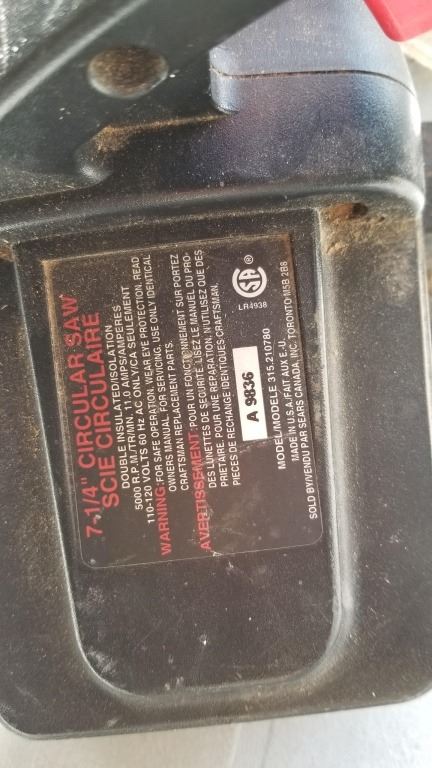 7-1/4" CIRCULAR SAW
SCIE CIRCULAIRE
DOUBLE INSULATED/ISOLATION
5000 R.P.M./TR/MN 11.0 AMPS/AMPÈRES
110-120 VOLTS 60 Hz AC ONLY/CA SEULEMENT
WARNING: FOR SAFE OPERATION, WEAR EYE PROTECTION. READ
OWNERS MANUAL. FOR SERVICING, USE ONLY IDENTICAL
CRAFTSMAN REPLACEMENT PARTS.
AVERTISSEMENT: POUR UN FONCTIONNEMENT SUR PORTEZ
DES LUNETTES DE SECURITE. LISEZ LE MANUEL DU PRO-
PRIETAIRE. POUR UNE REPARATION, N'UTILISEZ QUE DES
PIECES DE RECHANGE IDENTIQUES CRAFTSMAN.
A 9836
SA
LR4938
MODEL/MODELE 315.210780
MADE IN U.S.A./FAIT AUX E.-U.
SOLD BY/VENDU PAR SEARS CANADA, INC. TORONTO M5B 2B8